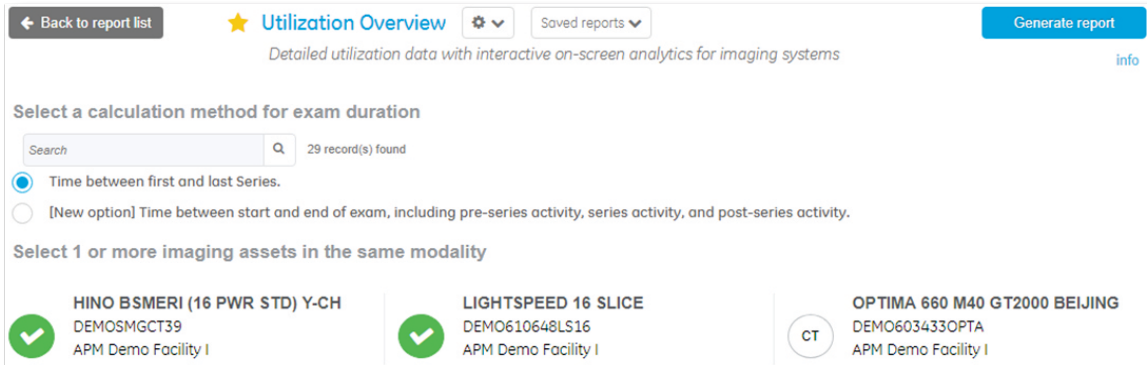 Back to report list
Utilization Overview
Saved reports
Generate report
Detailed utilization data with interactive on-screen analytics for imaging systems
info
Select a calculation method for exam duration
Search
29 record(s) found
Time between first and last Series.
[New option] Time between start and end of exam, including pre-series activity, series activity, and post-series activity.
Select 1 or more imaging assets in the same modality
HINO BSMERI (16 PWR STD) Y-CH
DEMOSMGCT39
APM Demo Facility I
LIGHTSPEED 16 SLICE
DEMO610648LS16
APM Demo Facility I
CT
OPTIMA 660 M40 GT2000 BEIJING
DEMO603433OPTA
APM Demo Facility I